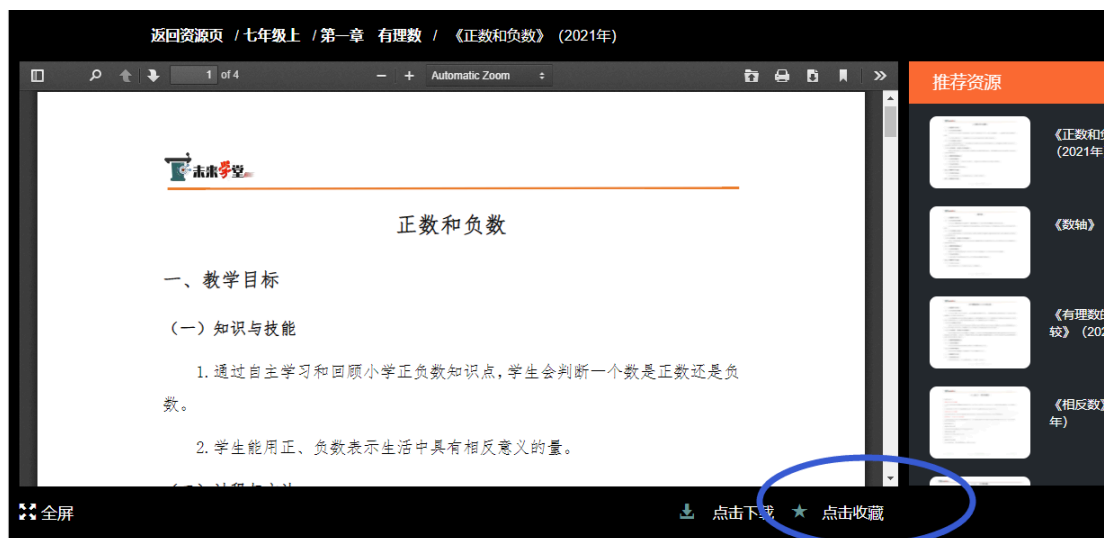 返回资源页 / 七年级上 / 第一章 有理数 / 《正数和负数》（2021年）
1 of 4
Automatic Zoom
推荐资源
未来学堂
正数和负数
一、教学目标
（一）知识与技能
1.通过自主学习和回顾小学正负数知识点,学生会判断一个数是正数还是负
数。
2.学生能用正、负数表示生活中具有相反意义的量。
《正数和
（2021年
《数轴》
《有理数
较》（202
《相反数》
年）
全屏
点击下载
点击收藏